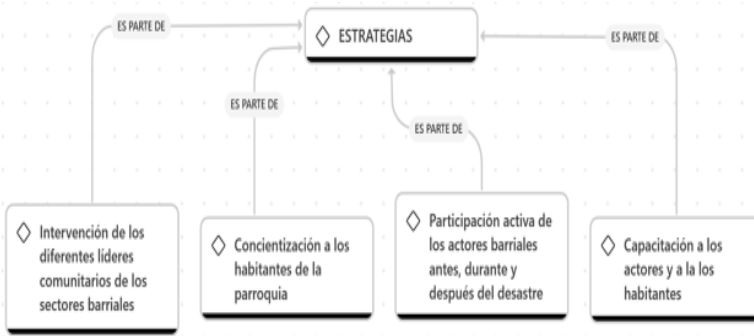 ES PARTE DE
ESTRATEGIAS
ES PARTE DE
ES PARTE DE
ES PARTE DE
Intervención de los
diferentes líderes
comunitarios de los
sectores barriales
Concientización a los
habitantes de la
parroquia
Participación activa de
los actores barriales
antes, durante y
después del desastre
Capacitación a los
actores y a la los
habitantes